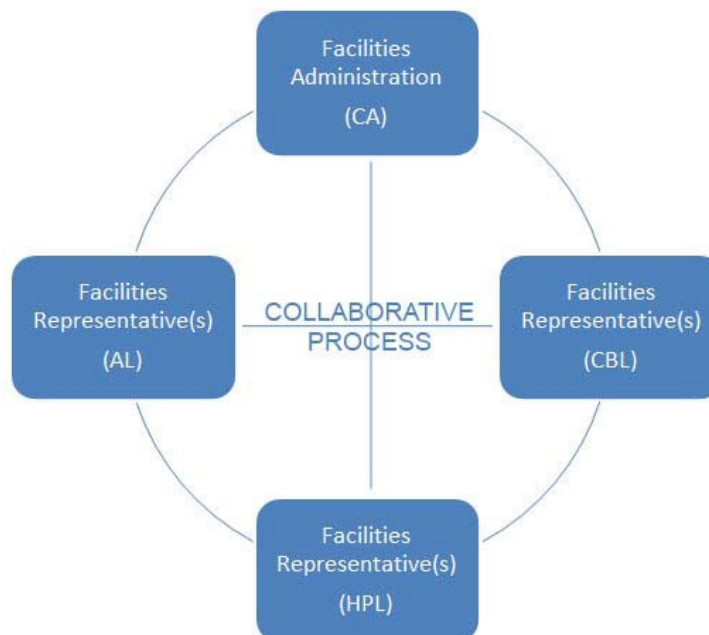 Facilities
Administration
(CA)
Facilities
Representative(s)
(AL)
COLLABORATIVE
PROCESS
Facilities
Representative(s)
(CBL)
Facilities
Representative(s)
(HPL)